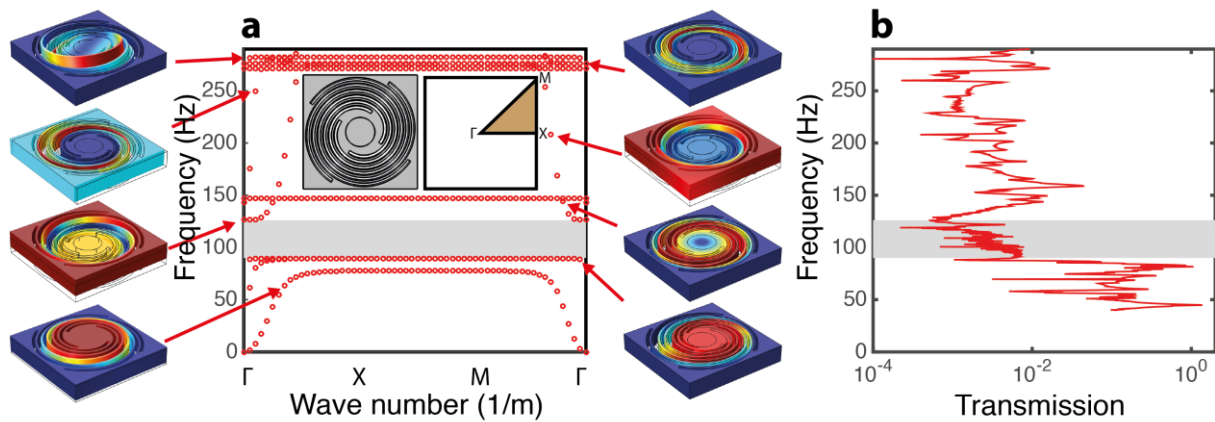 a
b
Frequency (Hz)
250
200
150
100
50
0
M
Γ
X
Γ
X
M
Γ
Wave number (1/m)
Frequency (Hz)
250
200
150
100
50
0
10-4
10-2
100
Transmission